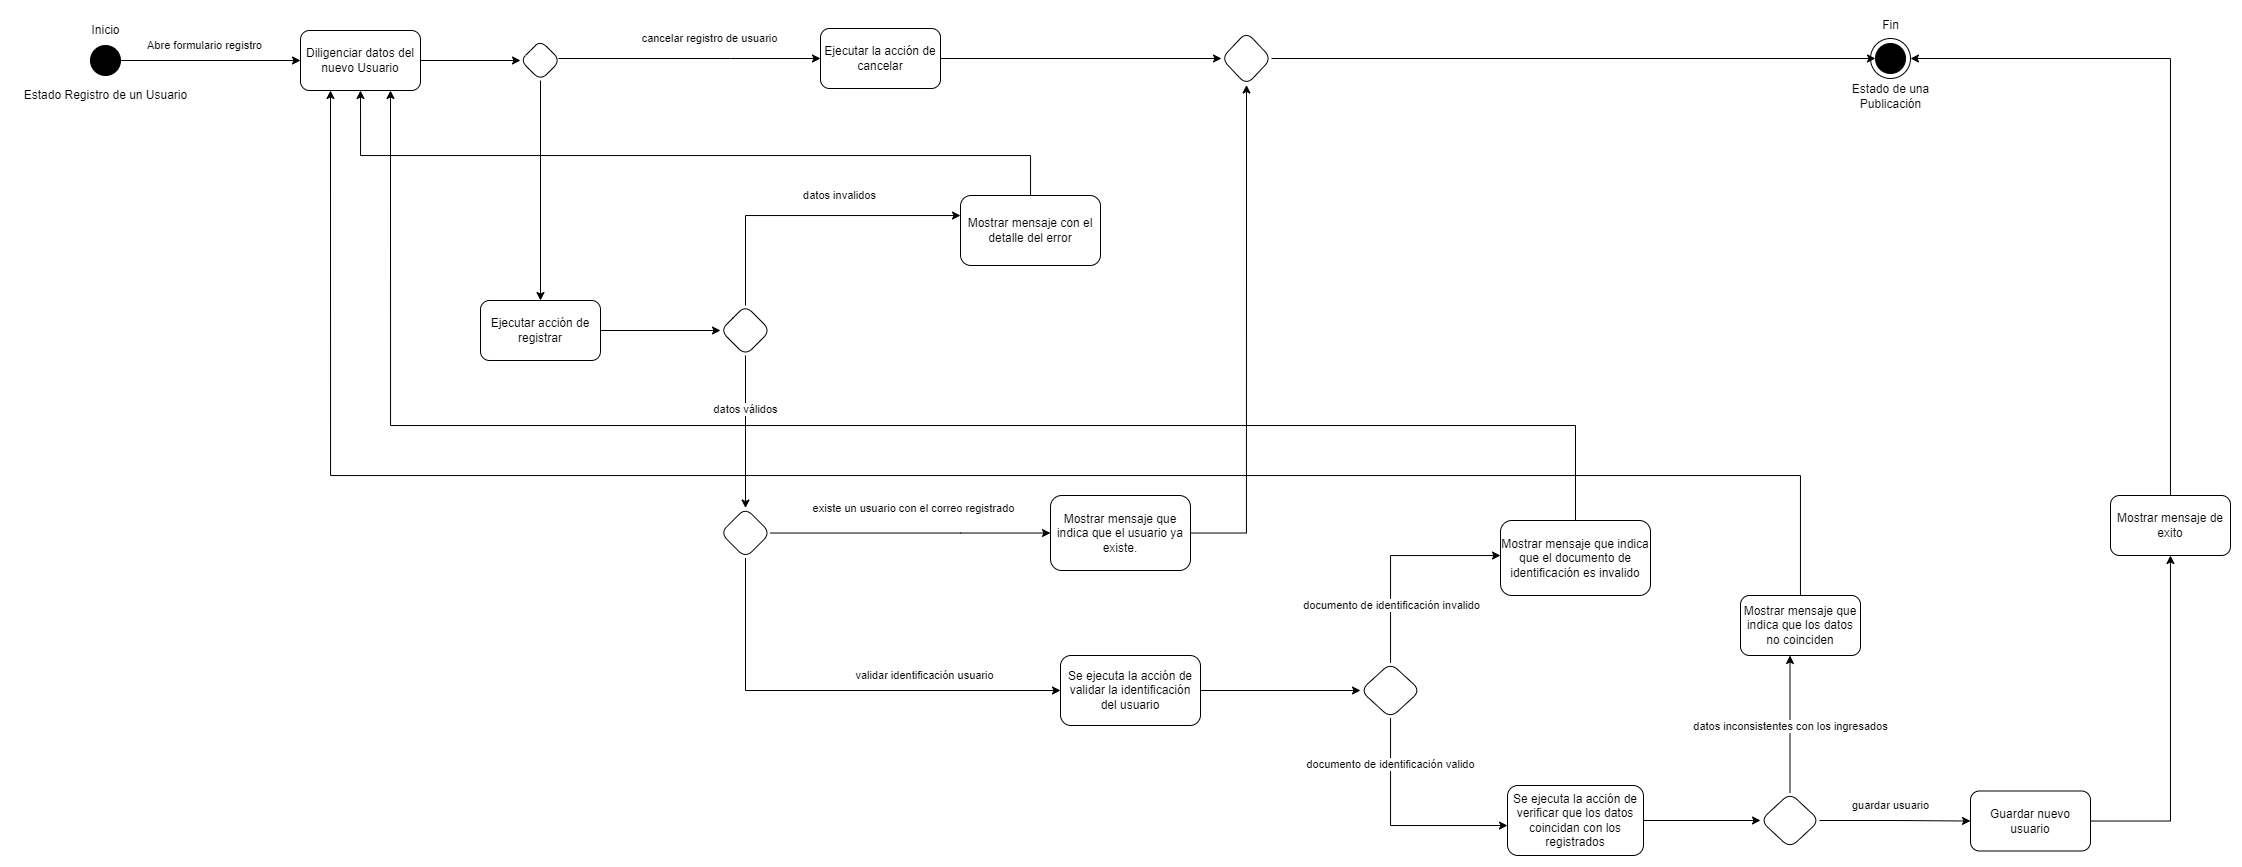 Inicio
Abre formulario registro
Estado Registro de un Usuario
Diligenciar datos del
nuevo Usuario
cancelar registro de usuario
Ejecutar la acción de
cancelar
Fin
Estado de una
Publicación
datos invalidos
Mostrar mensaje con el
detalle del error
Ejecutar acción de
registrar
datos válidos
existe un usuario con el correo registrado
Mostrar mensaje que
indica que el usuario ya
existe.
Mostrar mensaje que indica
que el documento de
identificación es invalido
Mostrar mensaje de
exito
documento de identificación invalido
Mostrar mensaje que
indica que los datos
no coinciden
validar identificación usuario
Se ejecuta la acción de
validar la identificación
del usuario
datos inconsistentes con los ingresados
documento de identificación valido
Se ejecuta la acción de
verificar que los datos
coincidan con los
registrados
guardar usuario
Guardar nuevo
usuario